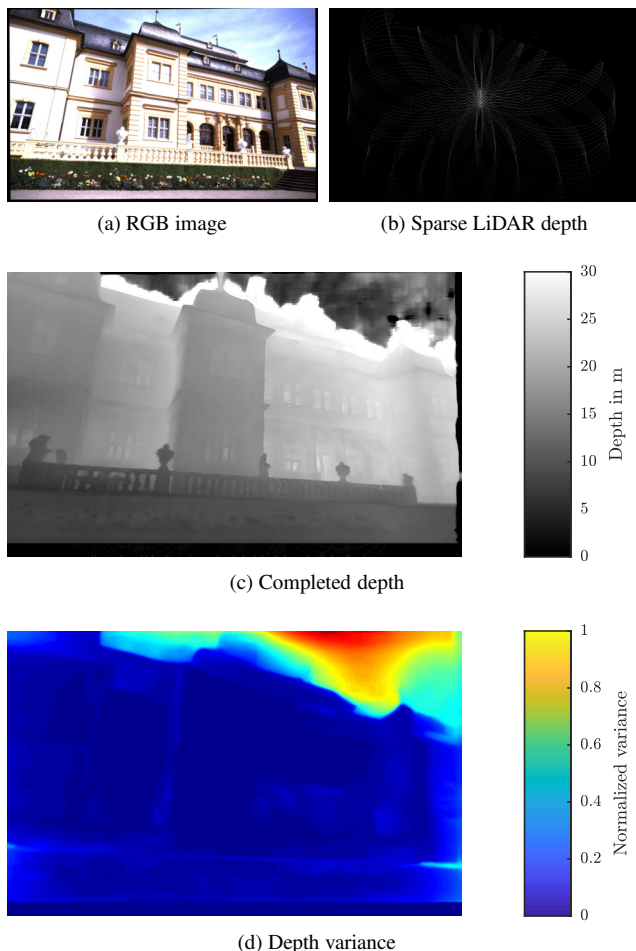 (a) RGB image
(b) Sparse LiDAR depth
30
25
20
15
10
5
0
Depth in m
(c) Completed depth
1
0.8
0.6
0.4
0.2
0
Normalized variance
(d) Depth variance